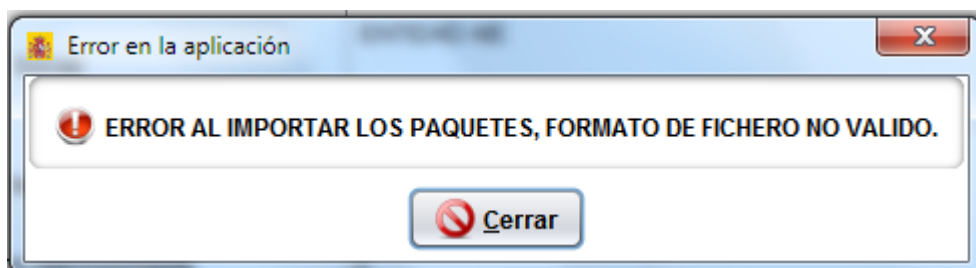 Error en la aplicación
ERROR AL IMPORTAR LOS PAQUETES, FORMATO DE FICHERO NO VALIDO.
Cerrar